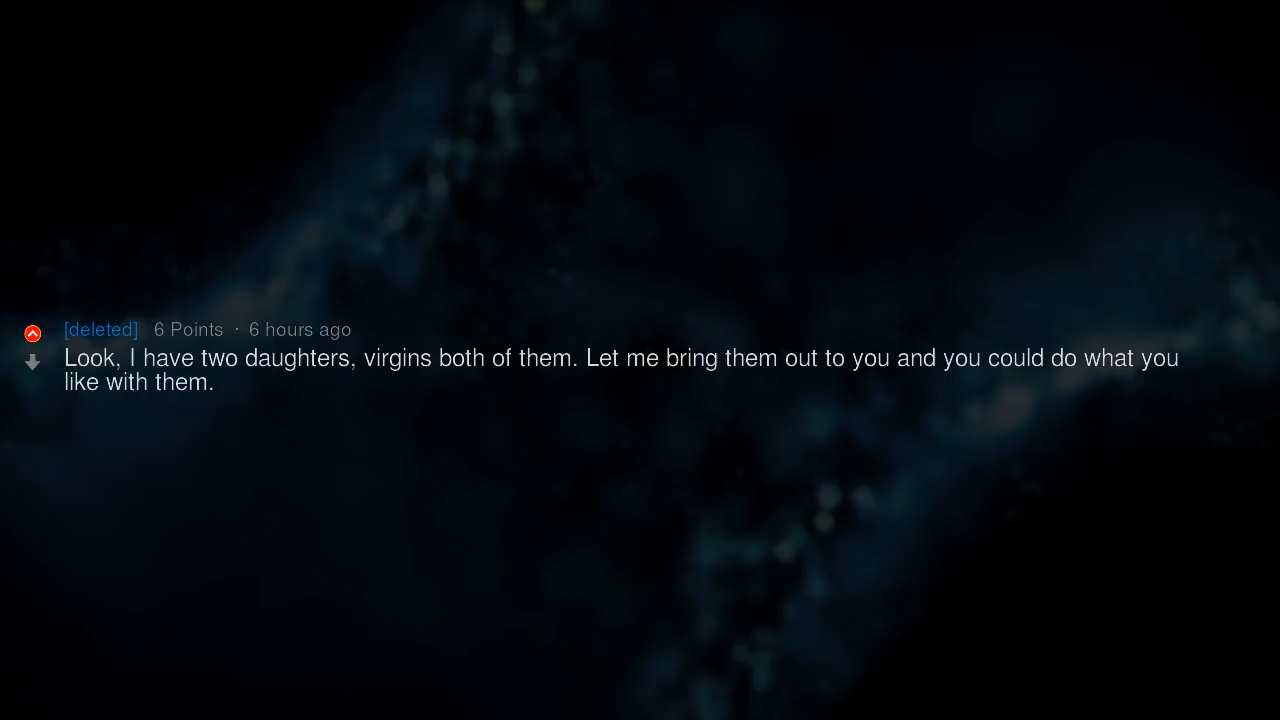 [deleted] 6 Points · 6 hours ago
Look, I have two daughters, virgins both of them. Let me bring them out to you and you could do what you
like with them.